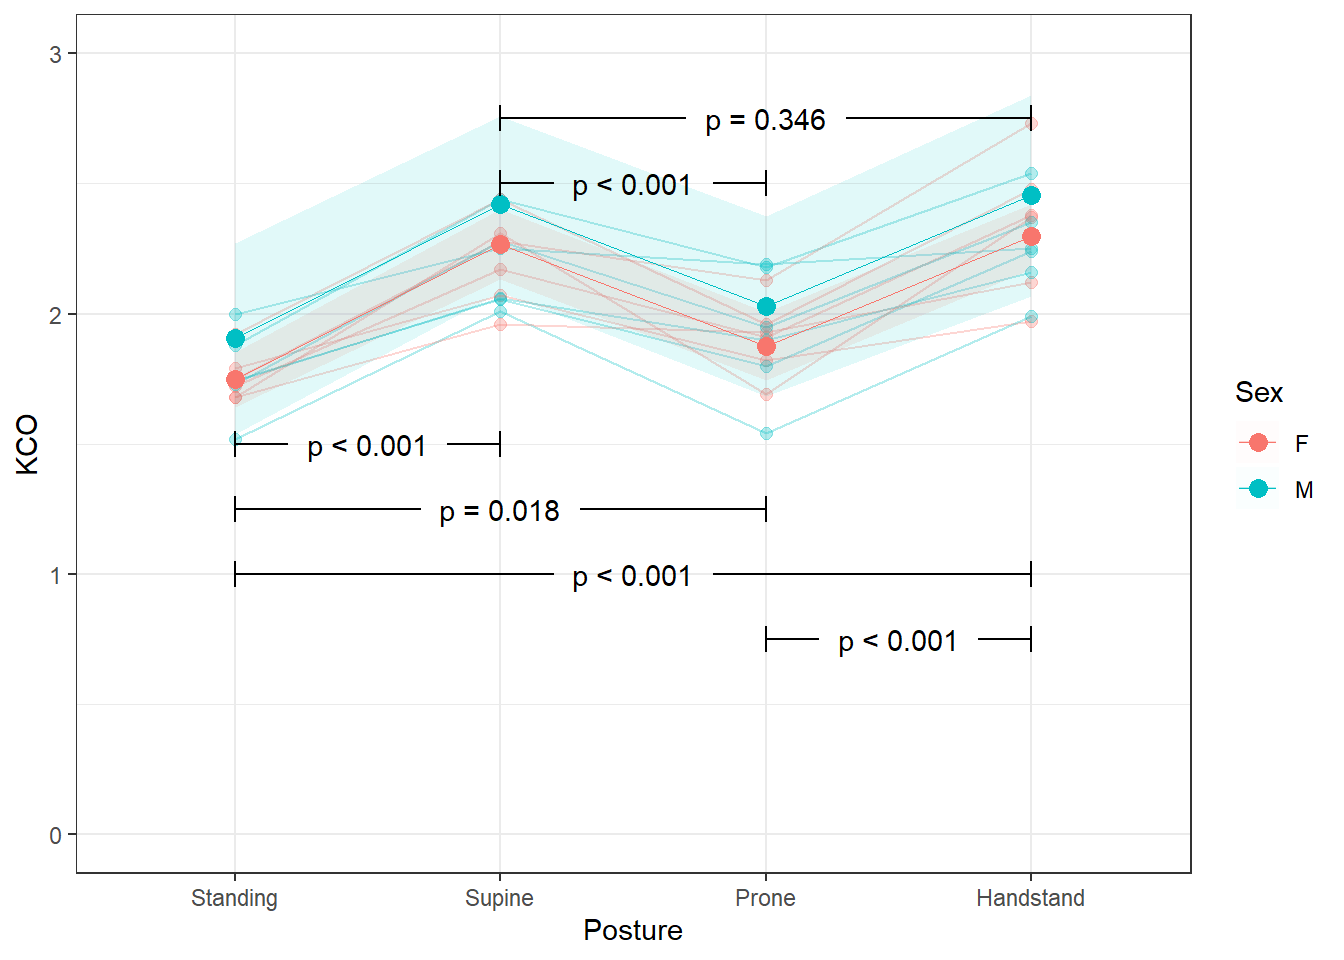 3
p = 0.346
p < 0.001
2
p < 0.001
p = 0.018
1
p < 0.001
p < 0.001
0
KCO
Standing
Supine
Prone
Handstand
Posture
Sex
F
M